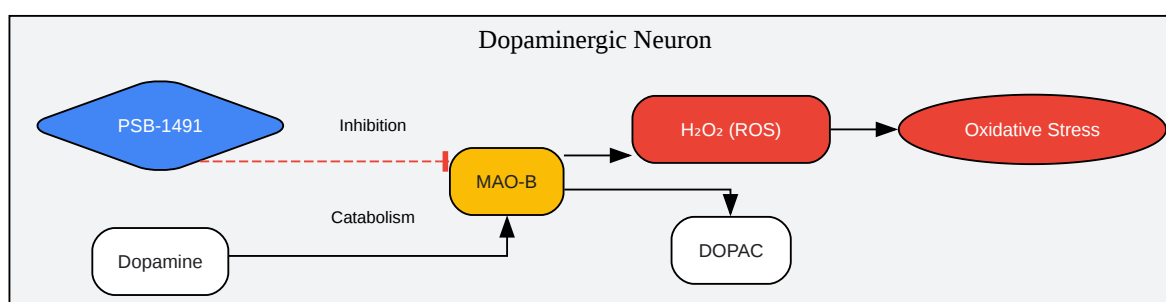 Dopaminergic Neuron
PSB-1491
Inhibition
H₂O₂ (ROS)
Oxidative Stress
MAO-B
Catabolism
Dopamine
DOPAC